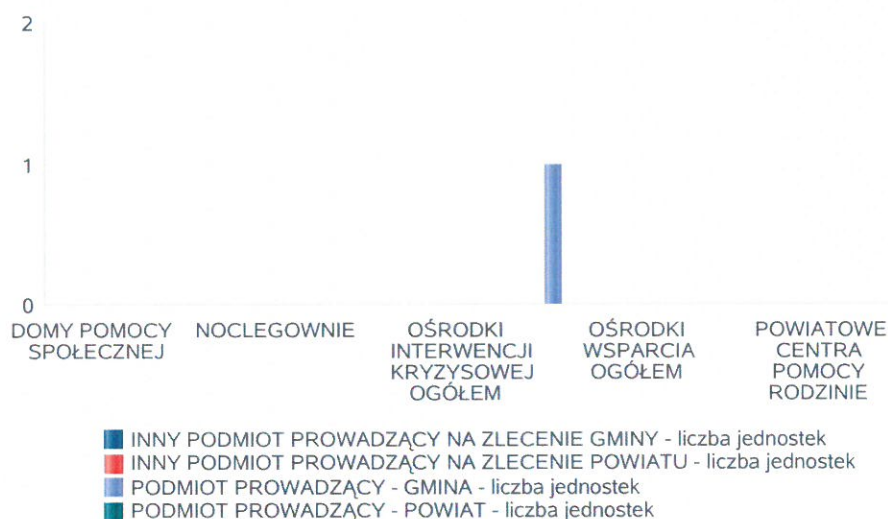 2
1
0
DOMY POMOCY SPOŁECZNEJ
NOCLEGOWNIE
OŚRODKI INTERWENCJI KRYZYSOWEJ OGÓŁEM
OŚRODKI WSPARCIA OGÓŁEM
POWIATOWE CENTRA POMOCY RODZINIE
INNY PODMIOT PROWADZĄCY NA ZLECENIE GMINY - liczba jednostek
INNY PODMIOT PROWADZĄCY NA ZLECENIE POWIATU - liczba jednostek
PODMIOT PROWADZĄCY - GMINA - liczba jednostek
PODMIOT PROWADZĄCY - POWIAT - liczba jednostek